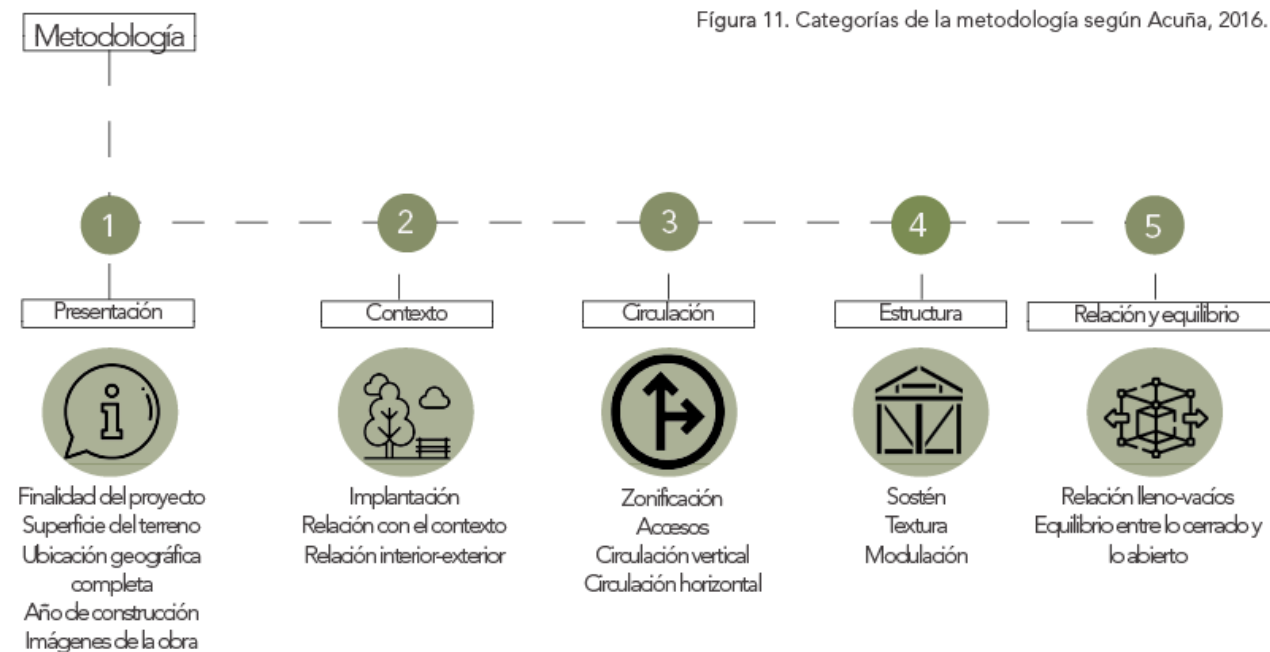 Fígura 11. Categorías de la metodología según Acuña, 2016.
Metodología
1
2
3
4
5
Presentación
Contexto
Circulación
Estructura
Relación y equilibrio
i
Finalidad del proyecto
Superficie del terreno
Ubicación geográfica
completa
Año de construcción
Imágenes de la obra
Implantación
Relación con el contexto
Relación interior-exterior
Zonificación
Accesos
Circulación vertical
Circulación horizontal
Sostén
Textura
Modulación
Relación lleno-vacíos
Equilibrio entre lo cerrado y
lo abierto